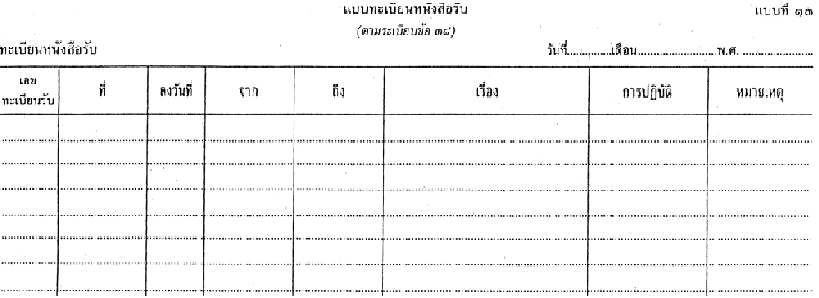 แบบทะเบียนหนังสือรับ
แบบที่ ๑๓
(ตามระเบียบข้อ ๓๘)
ทะเบียนหนังสือรับ
วันที่..............เดือน........................พ.ศ. ......................
เลขทะเบียนรับ
ที่
ลงวันที่
จาก
ถึง
เรื่อง
การปฏิบัติ
หมายเหตุ